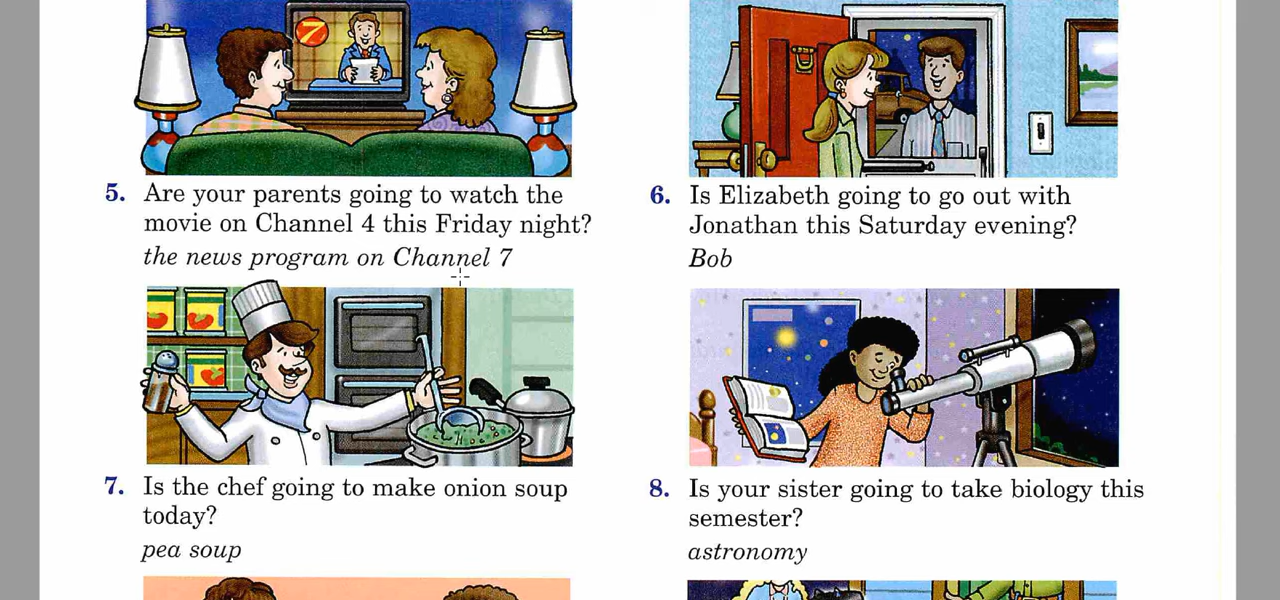 7
5. Are your parents going to watch the
movie on Channel 4 this Friday night?
the news program on Channel 7
6. Is Elizabeth going to go out with
Jonathan this Saturday evening?
Bob
7. Is the chef going to make onion soup
today?
pea soup
8. Is your sister going to take biology this
semester?
astronomy